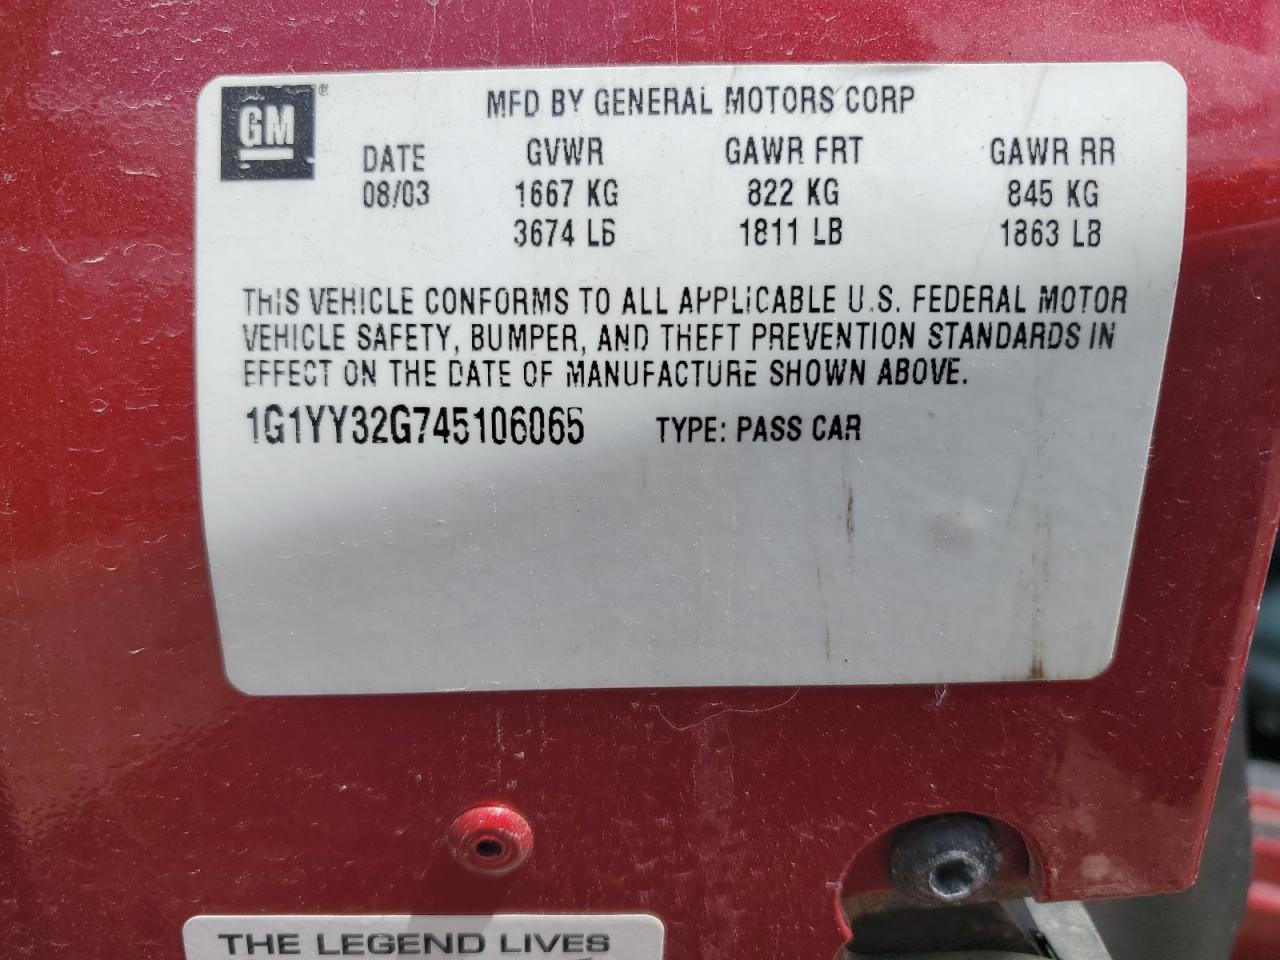 GM®
MFD BY GENERAL MOTORS CORP
DATE GVWR GAWR FRT GAWR RR
08/03 1667 KG 822 KG 845 KG
3674 LB 1811 LB 1863 LB
THIS VEHICLE CONFORMS TO ALL APPLICABLE U.S. FEDERAL MOTOR
VEHICLE SAFETY, BUMPER, AND THEFT PREVENTION STANDARDS IN
EFFECT ON THE DATE OF MANUFACTURE SHOWN ABOVE.
1G1YY32G745106065 TYPE: PASS CAR
THE LEGEND LIVES